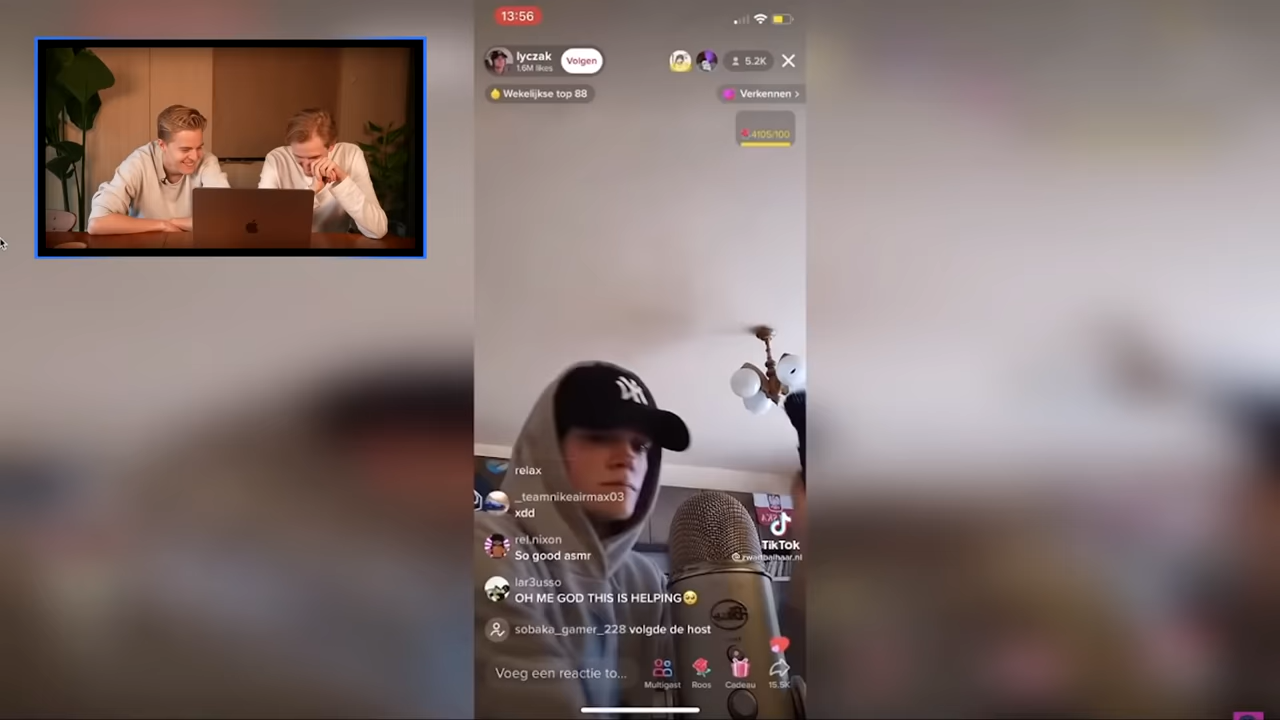 13:56
lyczak
1.6M likes
Volgen
5.2K
Wekelijkse top 88
Verkennen >
4105/100
relax
_teamnikeairmax03
xdd
rel.nixon
So good asmr
lar3usso
OH ME GOD THIS IS HELPING🥺
sobaka_gamer_228 volgde de host
TikTok
Voeg een reactie to...
Multigast
Roos
Cadeau